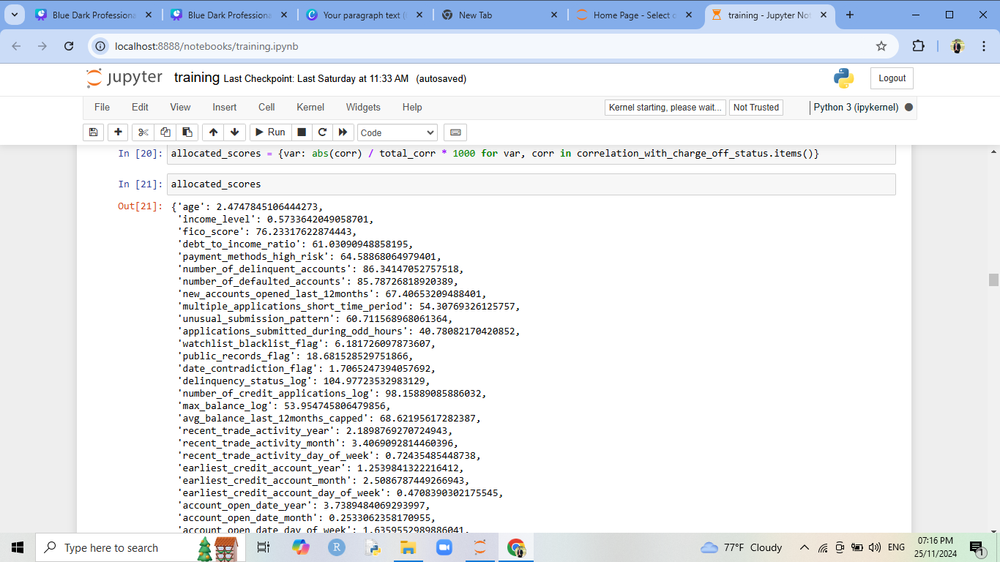 Blue Dark Professiona
Blue Dark Professiona
Your paragraph text (
New Tab
Home Page - Select o
training - Jupyter Not
localhost:8888/notebooks/training.ipynb
jupyter training Last Checkpoint: Last Saturday at 11:33 AM (autosaved)
Logout
File Edit View Insert Cell Kernel Widgets Help
Kernel starting, please wait... Not Trusted Python 3 (ipykernel)
Run Code
In [20]: allocated_scores = {var: abs(corr) / total_corr * 1000 for var, corr in correlation_with_charge_off_status.items()}
In [21]: allocated_scores
Out[21]: {'age': 2.4747845106444273,
'income_level': 0.5733642049058701,
'fico_score': 76.23317622874443,
'debt_to_income_ratio': 61.03090948858195,
'payment_methods_high_risk': 64.58868064979401,
'number_of_delinquent_accounts': 86.34147052757518,
'number_of_defaulted_accounts': 85.78726818920389,
'new_accounts_opened_last_12months': 67.40653209488401,
'multiple_applications_short_time_period': 54.30769326125757,
'unusual_submission_pattern': 60.711568968061364,
'applications_submitted_during_odd_hours': 40.78082170420852,
'watchlist_blacklist_flag': 6.181726097873607,
'public_records_flag': 18.681528529751866,
'date_contradiction_flag': 1.7065247394057692,
'delinquency_status_log': 104.97723532983129,
'number_of_credit_applications_log': 98.15889085886032,
'max_balance_log': 53.954745806479856,
'avg_balance_last_12months_capped': 68.62195617282387,
'recent_trade_activity_year': 2.1898769270724943,
'recent_trade_activity_month': 3.4069092814460396,
'recent_trade_activity_day_of_week': 0.72435485448738,
'earliest_credit_account_year': 1.2539841322216412,
'earliest_credit_account_month': 2.5086787449266943,
'earliest_credit_account_day_of_week': 0.4708390302175545,
'account_open_date_year': 3.7389484069293997,
'account_open_date_month': 0.2533062358170955,
'account_open_date_day_of_week': 1.6359552989886041,
Type here to search
77°F Cloudy
ENG
07:16 PM
25/11/2024
1